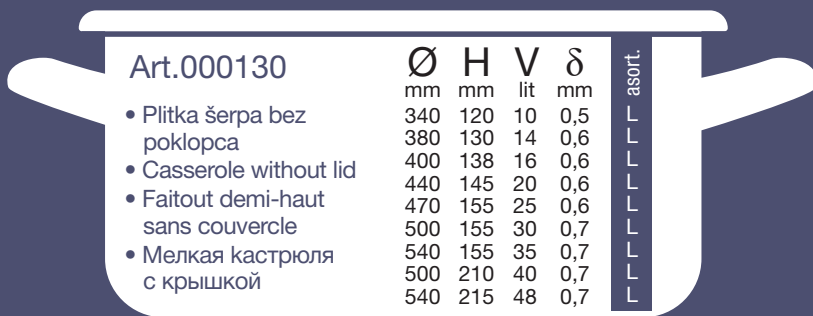 Art.000130
• Plitka šerpa bez
poklopca
• Casserole without lid
• Faitout demi-haut
sans couvercle
• Мелкая кастрюля
с крышкой
Ø H V δ asort.
mm mm lit mm
340 120 10 0,5 L
380 130 14 0,6 L
400 138 16 0,6 L
440 145 20 0,6 L
470 155 25 0,6 L
500 155 30 0,7 L
540 155 35 0,7 L
500 210 40 0,7 L
540 215 48 0,7 L